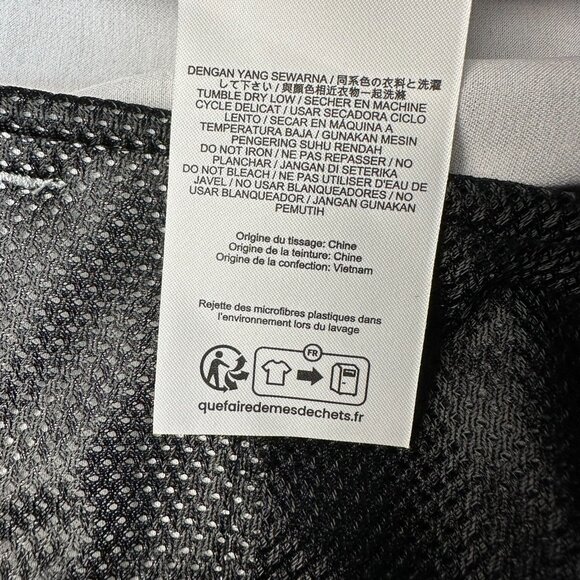 DENGAN YANG SEWARNA / 同系色の衣料と洗濯
して下さい / 與顏色相近衣物一起洗滌
TUMBLE DRY LOW / SECHER EN MACHINE
CYCLE DELICAT / USAR SECADORA CICLO
LENTO / SECAR EN MÁQUINA A
TEMPERATURA BAJA / GUNAKAN MESIN
PENGERING SUHU RENDAH
DO NOT IRON / NE PAS REPASSER / NO
PLANCHAR / JANGAN DI SETERIKA
DO NOT BLEACH / NE PAS UTILISER D'EAU DE
JAVEL / NO USAR BLANQUEADORES / NO
USAR BLANQUEADOR / JANGAN GUNAKAN
PEMUTIH
Origine du tissage: Chine
Origine de la teinture: Chine
Origine de la confection: Vietnam
Rejette des microfibres plastiques dans
l'environnement lors du lavage
FR
quefairedemesdechets.fr